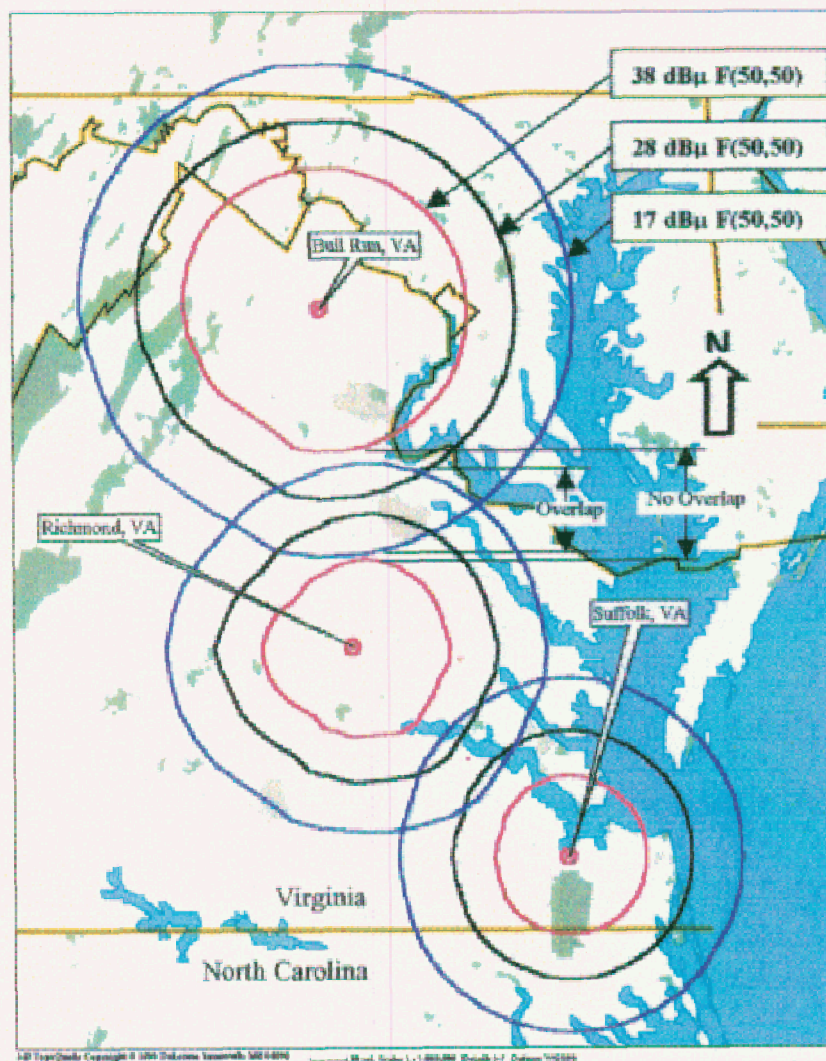 38 dBμ F(50,50)
28 dBμ F(50,50)
17 dBμ F(50,50)
Bull Run, VA
N
Overlap
No Overlap
Richmond, VA
Suffolk, VA
Virginia
North Carolina